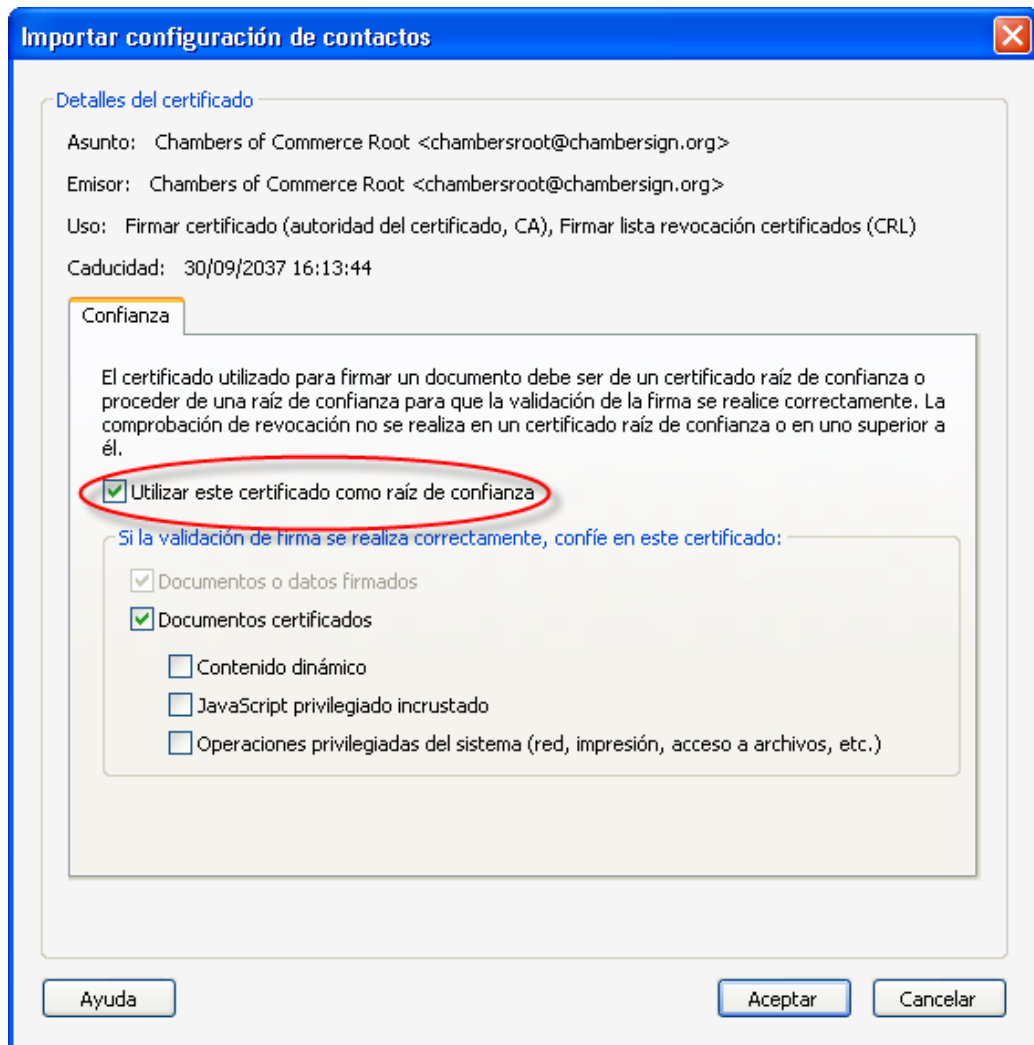 Importar configuración de contactos
Detalles del certificado
Asunto: Chambers of Commerce Root <chambersroot@chambersign.org>
Emisor: Chambers of Commerce Root <chambersroot@chambersign.org>
Uso: Firmar certificado (autoridad del certificado, CA), Firmar lista revocación certificados (CRL)
Caducidad: 30/09/2037 16:13:44
Confianza
El certificado utilizado para firmar un documento debe ser de un certificado raíz de confianza o
proceder de una raíz de confianza para que la validación de la firma se realice correctamente. La
comprobación de revocación no se realiza en un certificado raíz de confianza o en uno superior a
él.
Utilizar este certificado como raíz de confianza
Si la validación de firma se realiza correctamente, confíe en este certificado:
Documentos o datos firmados
Documentos certificados
Contenido dinámico
JavaScript privilegiado incrustado
Operaciones privilegiadas del sistema (red, impresión, acceso a archivos, etc.)
Ayuda
Aceptar
Cancelar